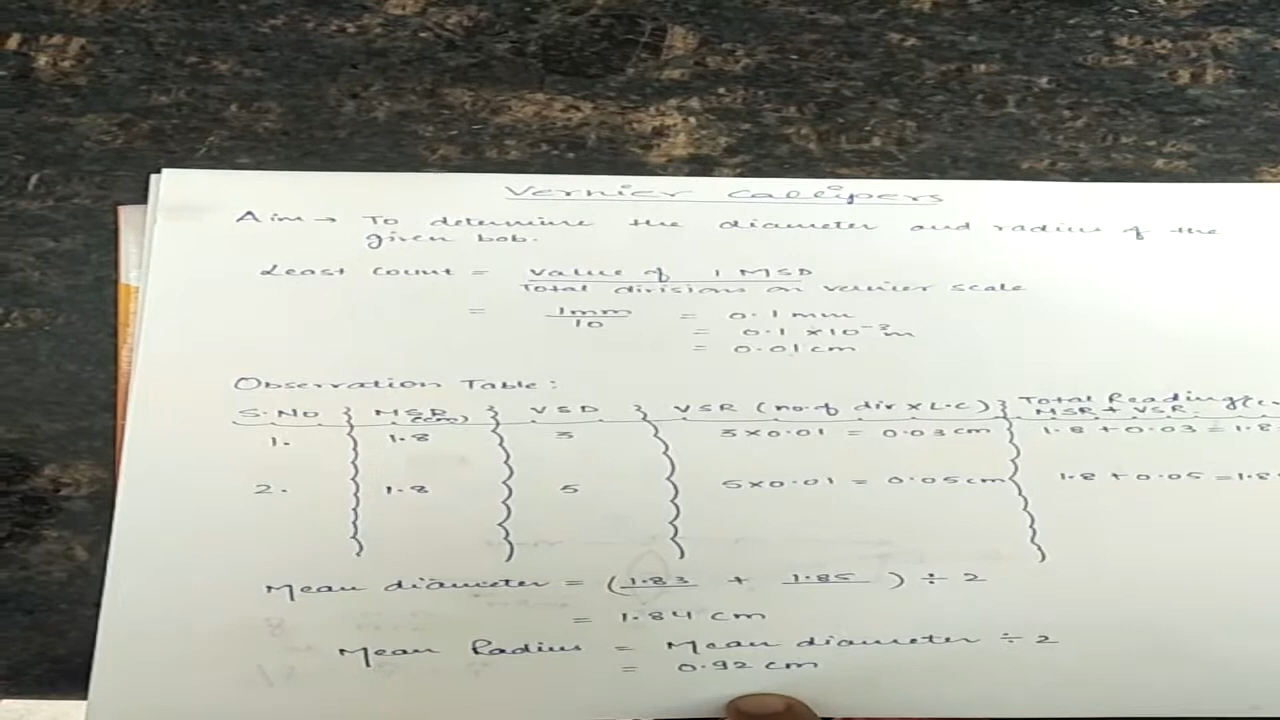 Vernier Callipers
Aim → To determine the diameter and radius of the
given bob.
Least count = Value of 1 MSD
Total divisions on vernier scale
= 1mm = 0.1 mm
10
= 0.1 × 10⁻³ m
= 0.01 cm
Observation Table :
S.No MSR (cm) VSD VSR (no. of div × L.C) Total Reading
MSR + VSR
1. 1.8 3 3×0.01 = 0.03 cm 1.8 + 0.03 = 1.8
2. 1.8 5 5×0.01 = 0.05 cm 1.8 + 0.05 = 1.8
Mean diameter = (1.83 + 1.85) ÷ 2
= 1.84 cm
Mean Radius = Mean diameter ÷ 2
= 0.92 cm